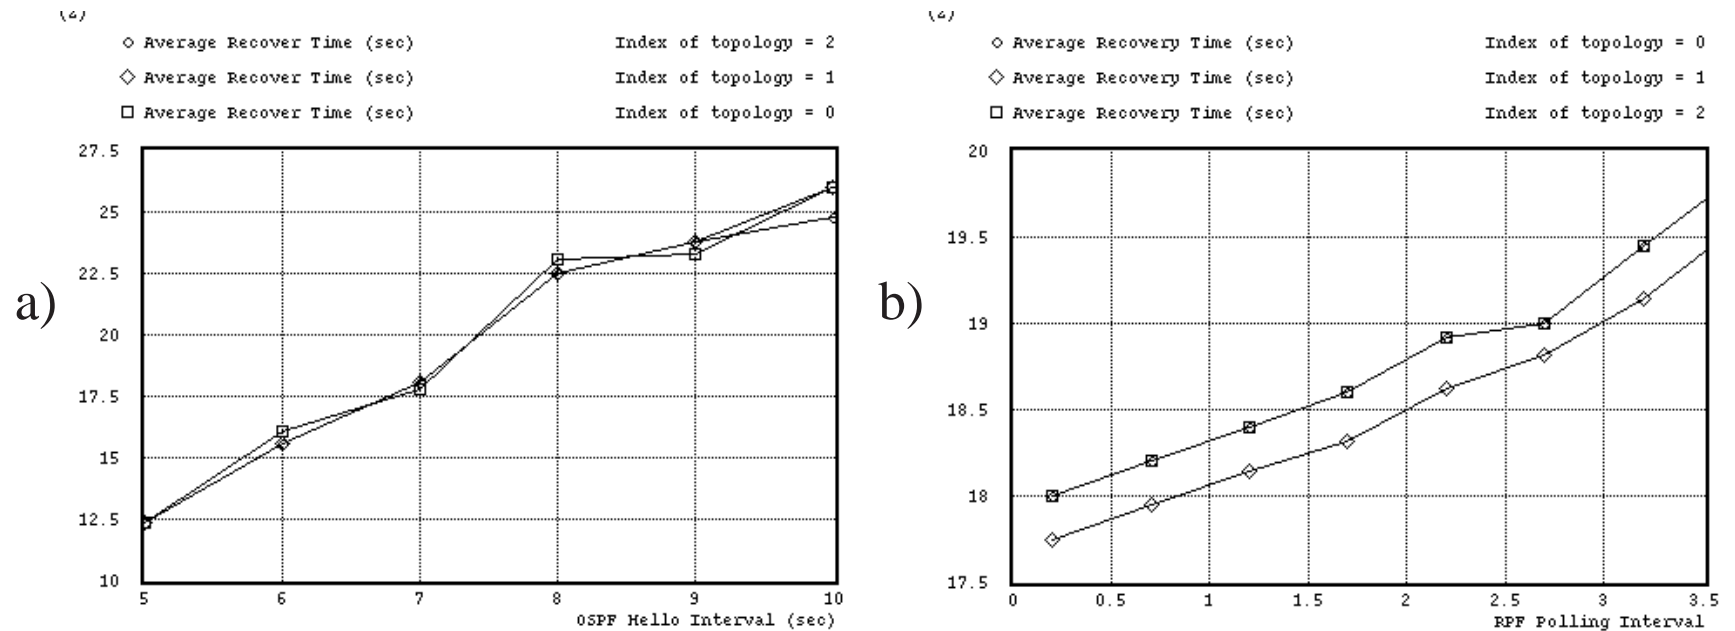 Average Recover Time (sec) Index of topology = 2
Average Recover Time (sec) Index of topology = 1
Average Recover Time (sec) Index of topology = 0
27.5
25
22.5
20
17.5
15
12.5
10
5 6 7 8 9 10
OSPF Hello Interval (sec)
a)
Average Recovery Time (sec) Index of topology = 0
Average Recovery Time (sec) Index of topology = 1
Average Recovery Time (sec) Index of topology = 2
20
19.5
19
18.5
18
17.5
0 0.5 1 1.5 2 2.5 3 3.5
RPF Polling Interval
b)